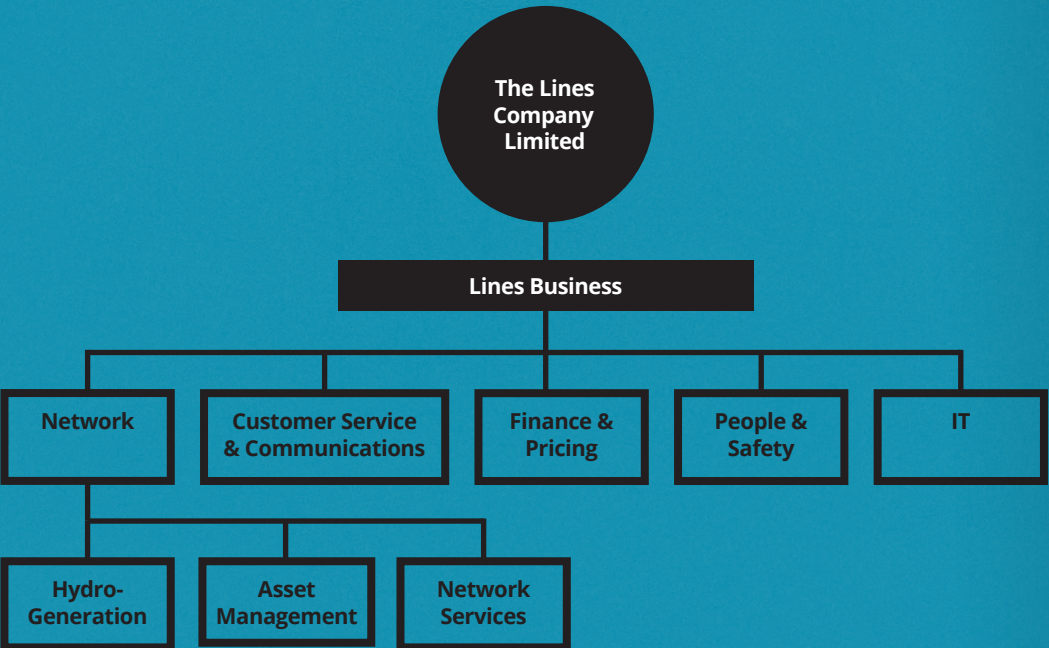 The Lines
Company
Limited
Lines Business
Network
Customer Service
& Communications
Finance &
Pricing
People &
Safety
IT
Hydro-
Generation
Asset
Management
Network
Services